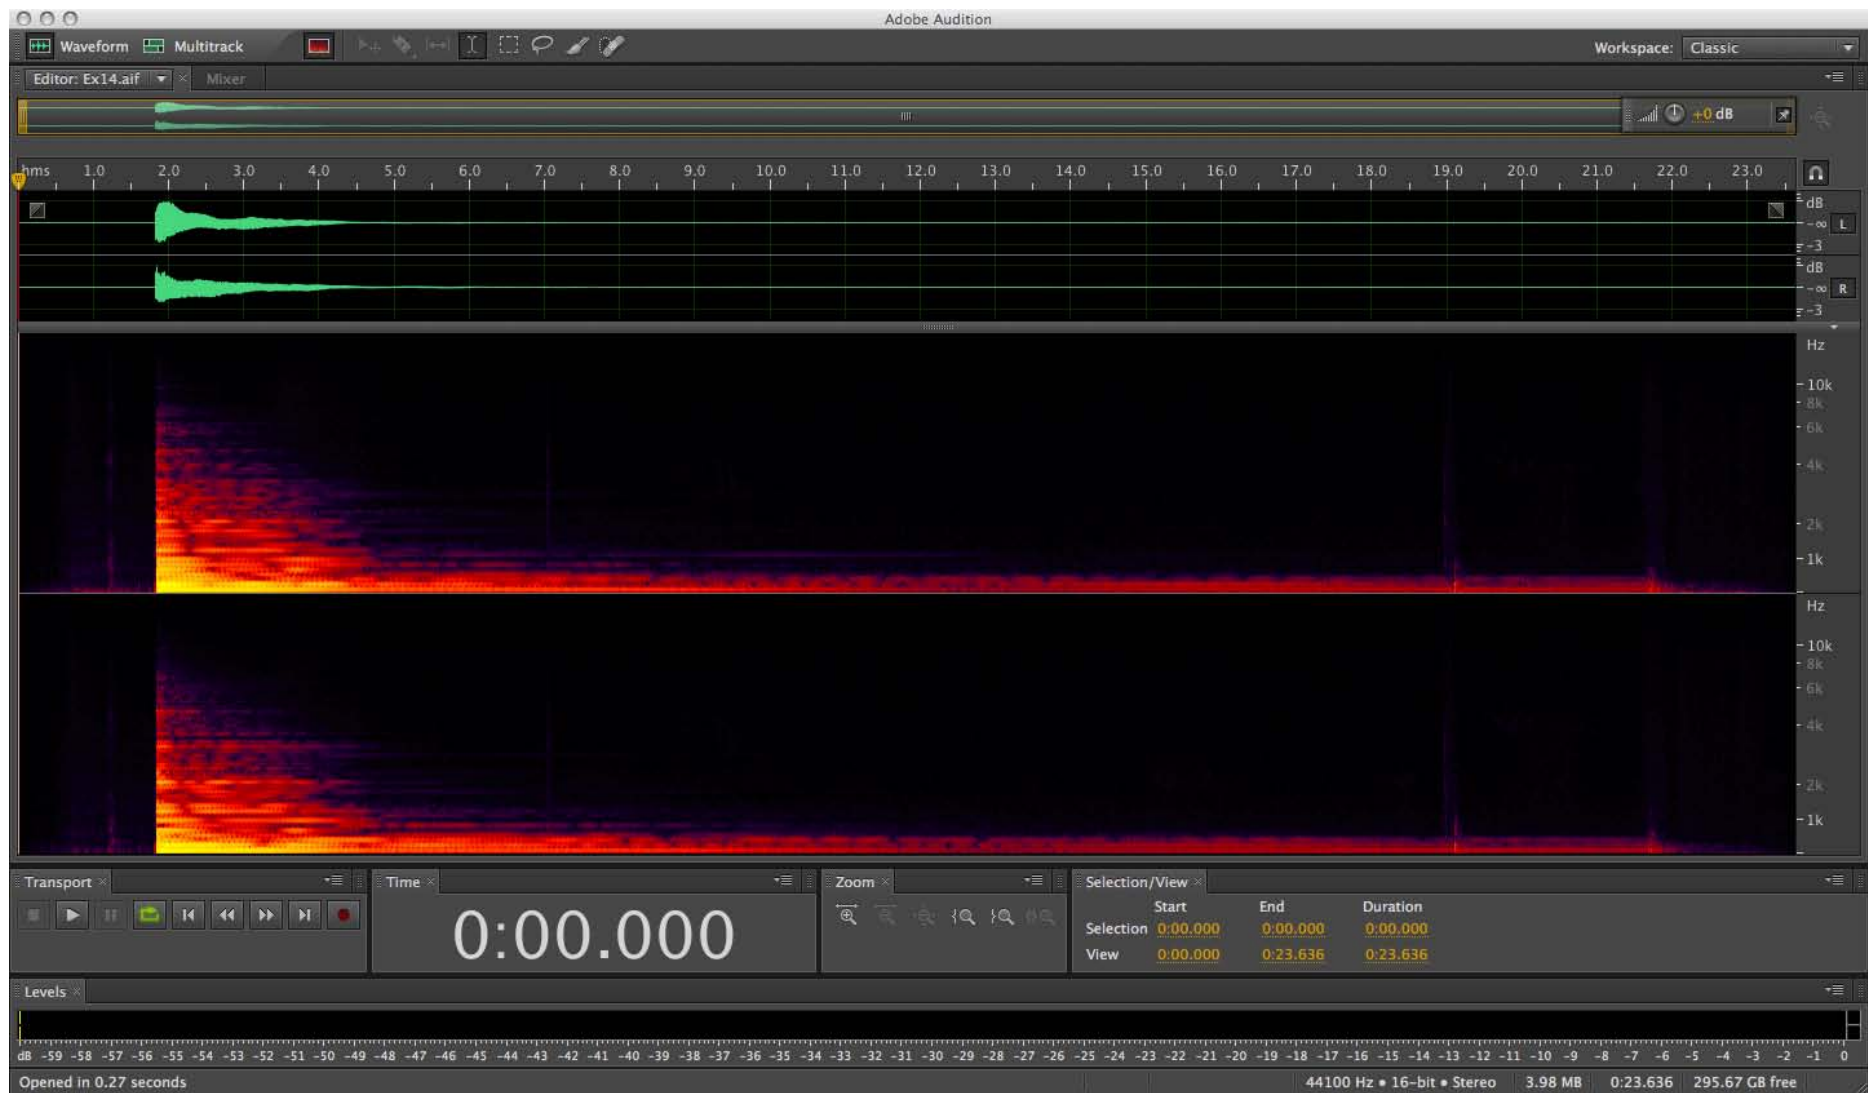 Adobe Audition
Waveform Multitrack Workspace: Classic
Editor: Ex14.aif Mixer
+0 dB
hms 1.0 2.0 3.0 4.0 5.0 6.0 7.0 8.0 9.0 10.0 11.0 12.0 13.0 14.0 15.0 16.0 17.0 18.0 19.0 20.0 21.0 22.0 23.0
dB
-∞ L
-3
dB
-∞ R
-3
Hz
10k
8k
6k
4k
2k
1k
Hz
10k
8k
6k
4k
2k
1k
Transport Time Zoom Selection/View
Start End Duration
0:00.000
Selection 0:00.000 0:00.000 0:00.000
View 0:00.000 0:23.636 0:23.636
Levels
dB -59 -58 -57 -56 -55 -54 -53 -52 -51 -50 -49 -48 -47 -46 -45 -44 -43 -42 -41 -40 -39 -38 -37 -36 -35 -34 -33 -32 -31 -30 -29 -28 -27 -26 -25 -24 -23 -22 -21 -20 -19 -18 -17 -16 -15 -14 -13 -12 -11 -10 -9 -8 -7 -6 -5 -4 -3 -2 -1 0
Opened in 0.27 seconds 44100 Hz • 16-bit • Stereo 3.98 MB 0:23.636 295.67 GB free